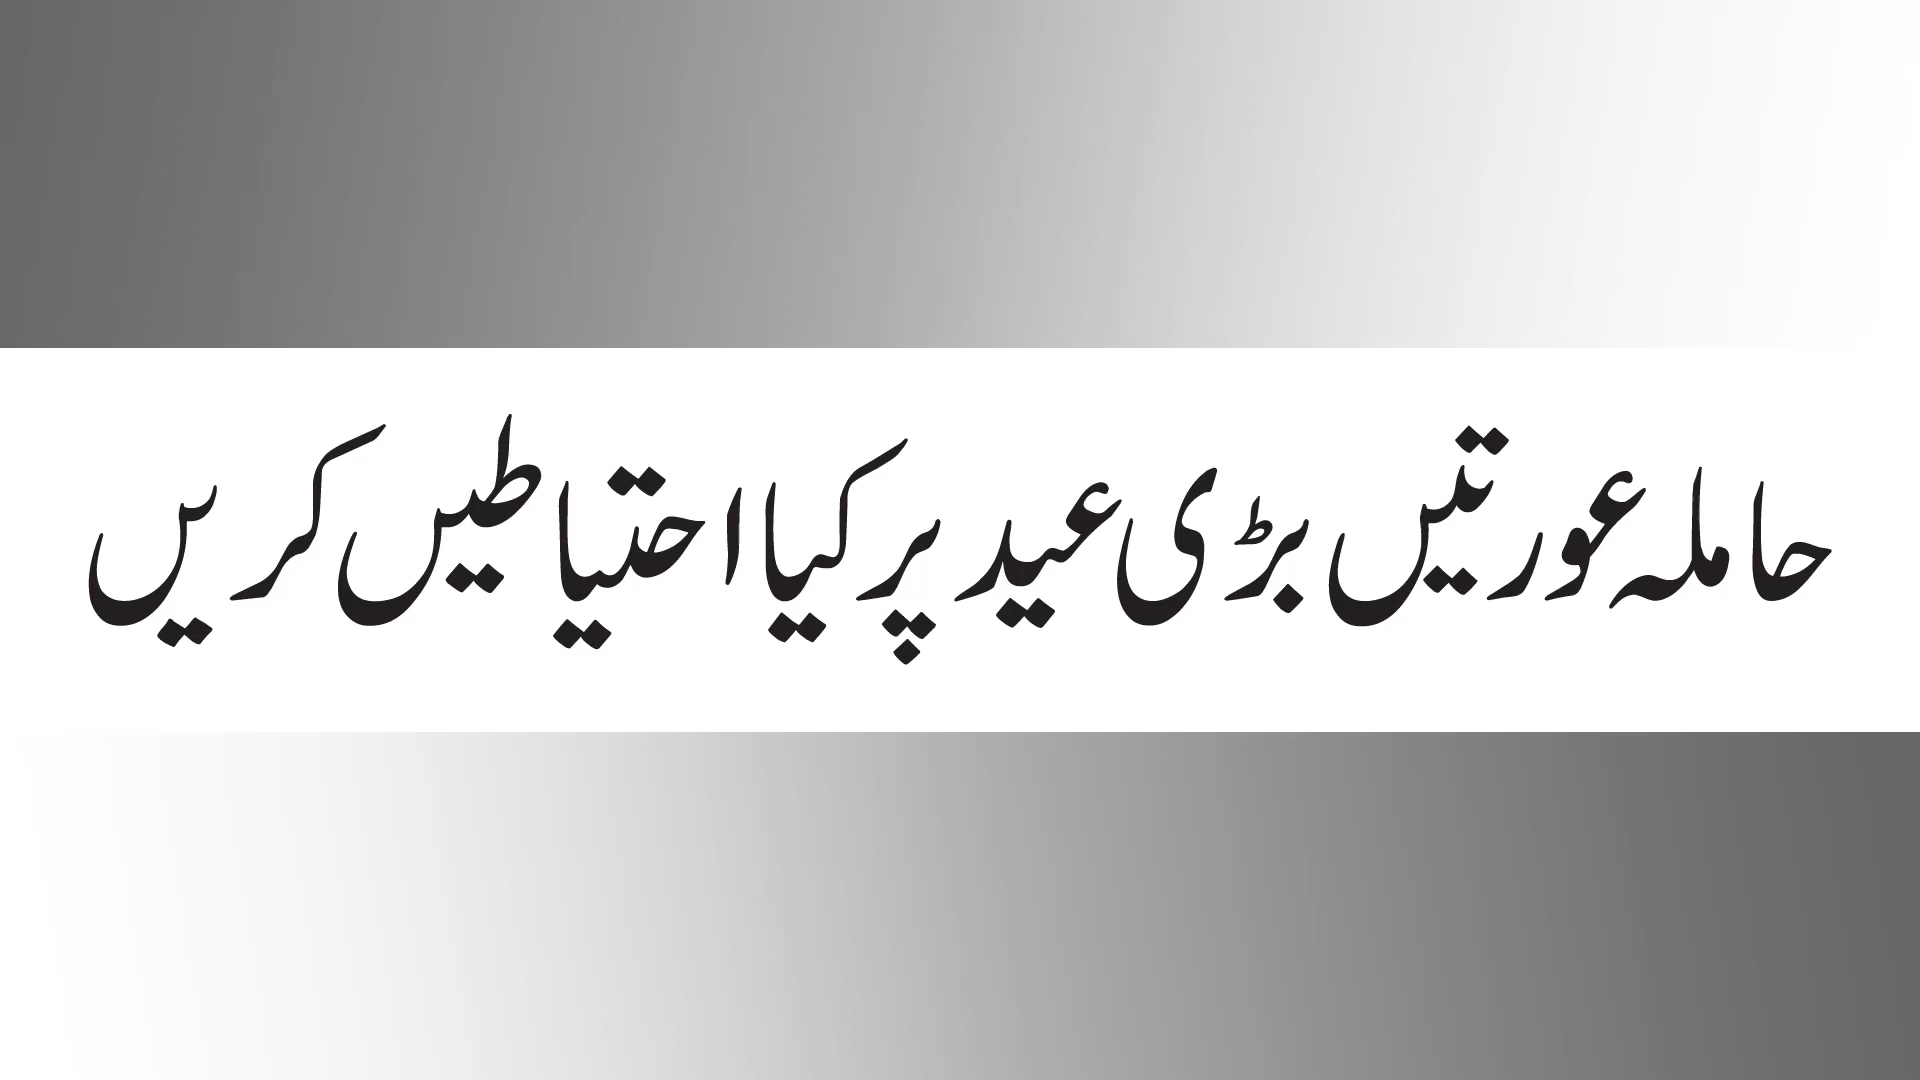 حاملہ عورتیں بڑی عید پر کیا احتیاطیں کریں